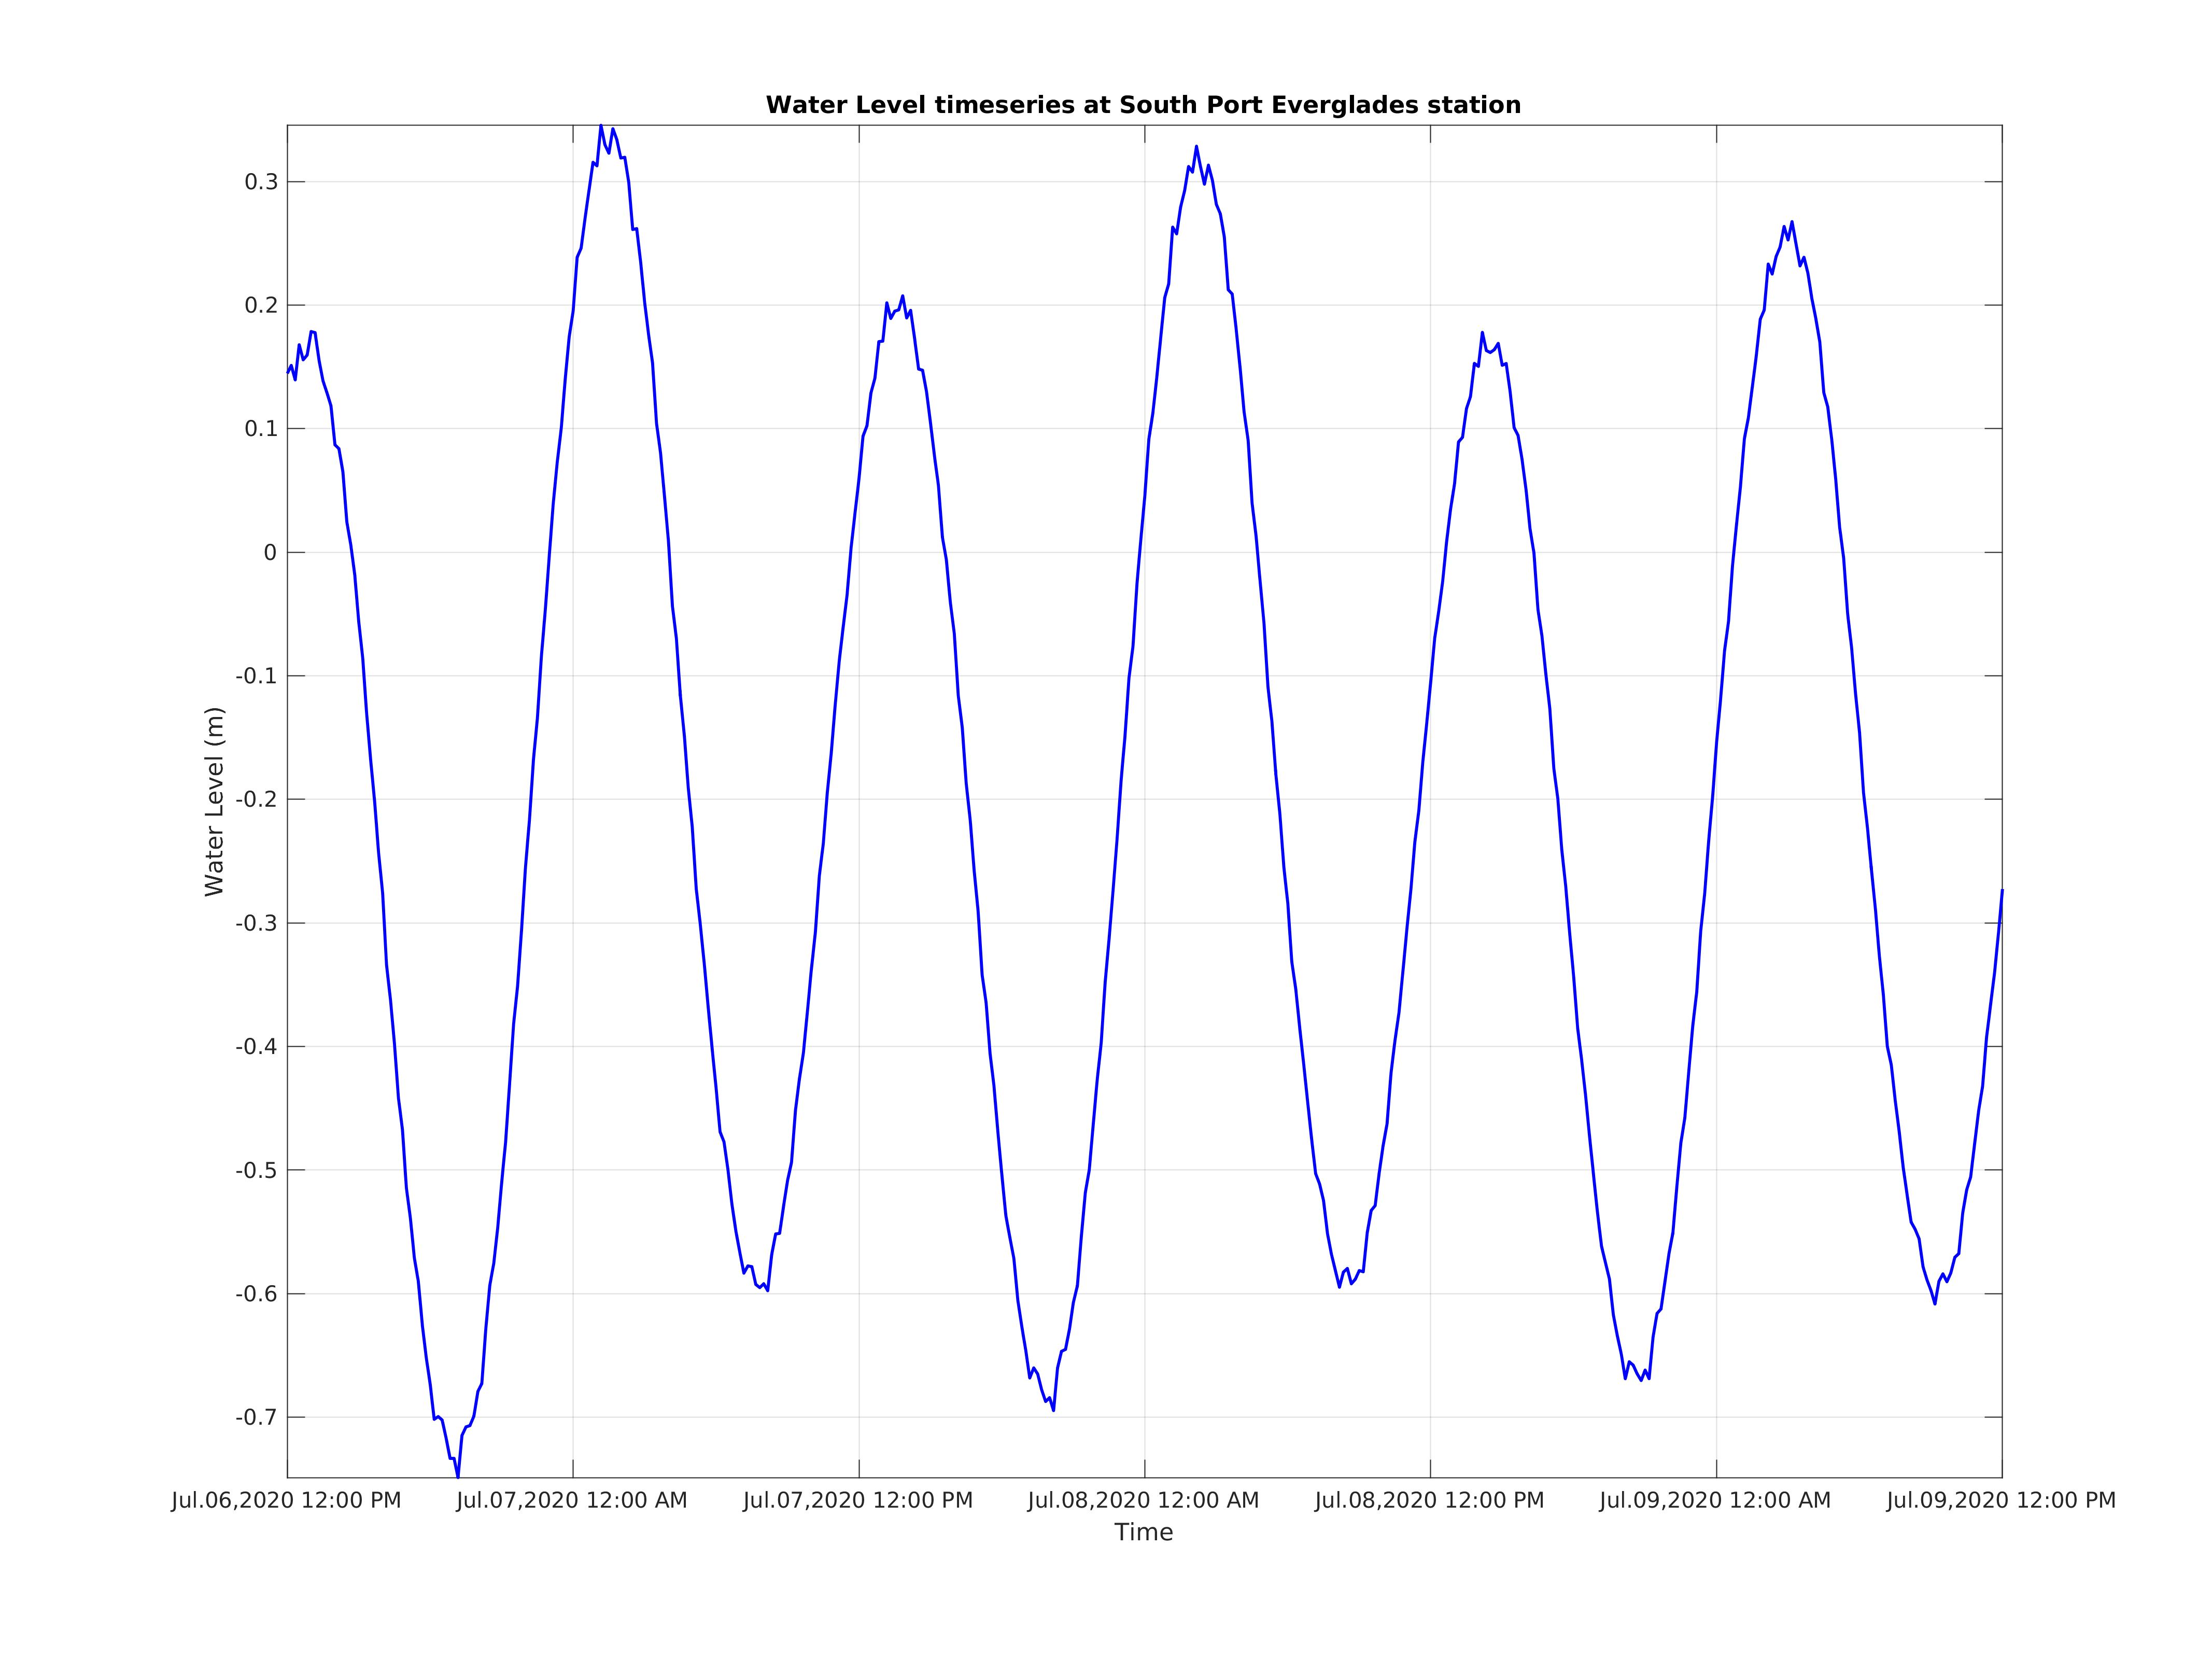 Water Level timeseries at South Port Everglades station
0.3
0.2
0.1
0
-0.1
-0.2
-0.3
-0.4
-0.5
-0.6
-0.7
Water Level (m)
Jul.06,2020 12:00 PM
Jul.07,2020 12:00 AM
Jul.07,2020 12:00 PM
Jul.08,2020 12:00 AM
Jul.08,2020 12:00 PM
Jul.09,2020 12:00 AM
Jul.09,2020 12:00 PM
Time